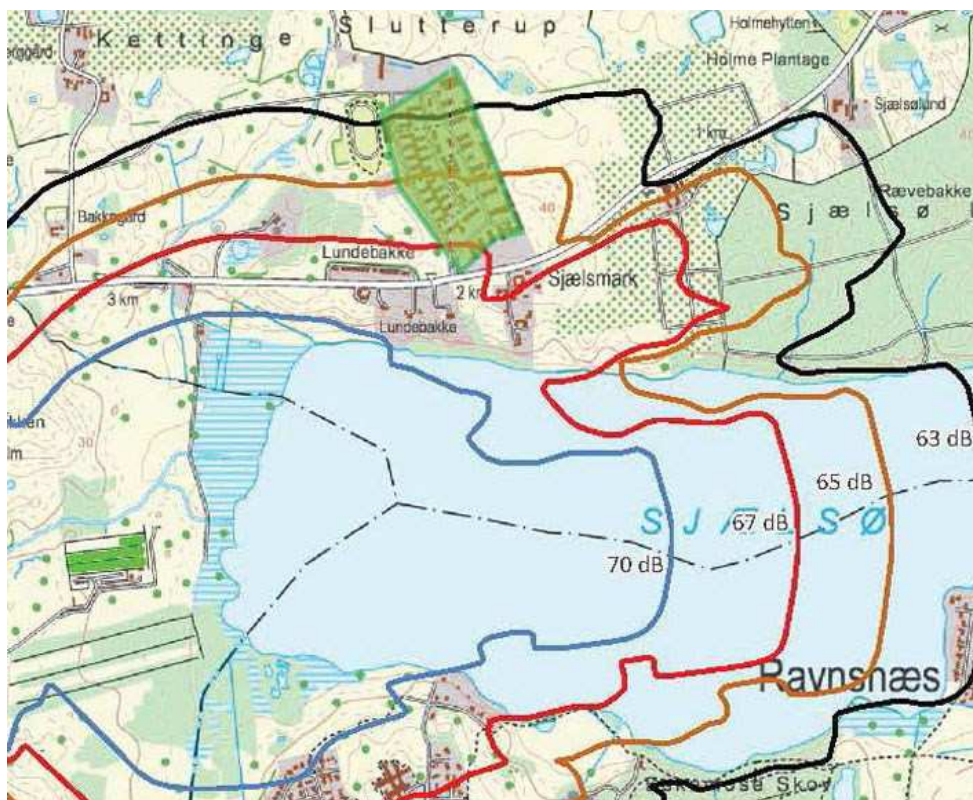 Slutterup
Kettinge
Holmehytten
Holme Plantage
Sjælsølund
1 km
Rævebakke
Sjælsø
40
Bakkegård
Lundebakke
Sjælsmark
3 km
2 km
Lundebakke
63 dB
30
65 dB
67 dB
SJÆLSØ
70 dB
Ravnsnæs